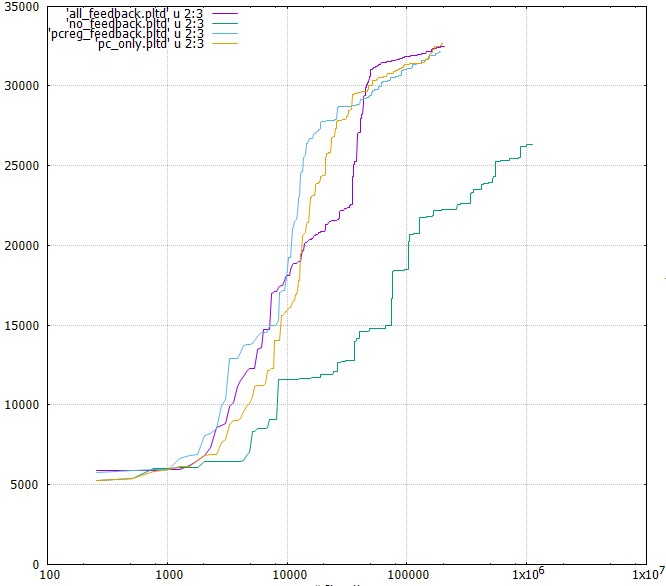 35000
'all_feedback.pltd' u 2:3
'no_feedback.pltd' u 2:3
'pcreg_feedback.pltd' u 2:3
'pc_only.pltd' u 2:3
30000
25000
20000
15000
10000
5000
0
100 1000 10000 100000 1x10^6 1x10^7